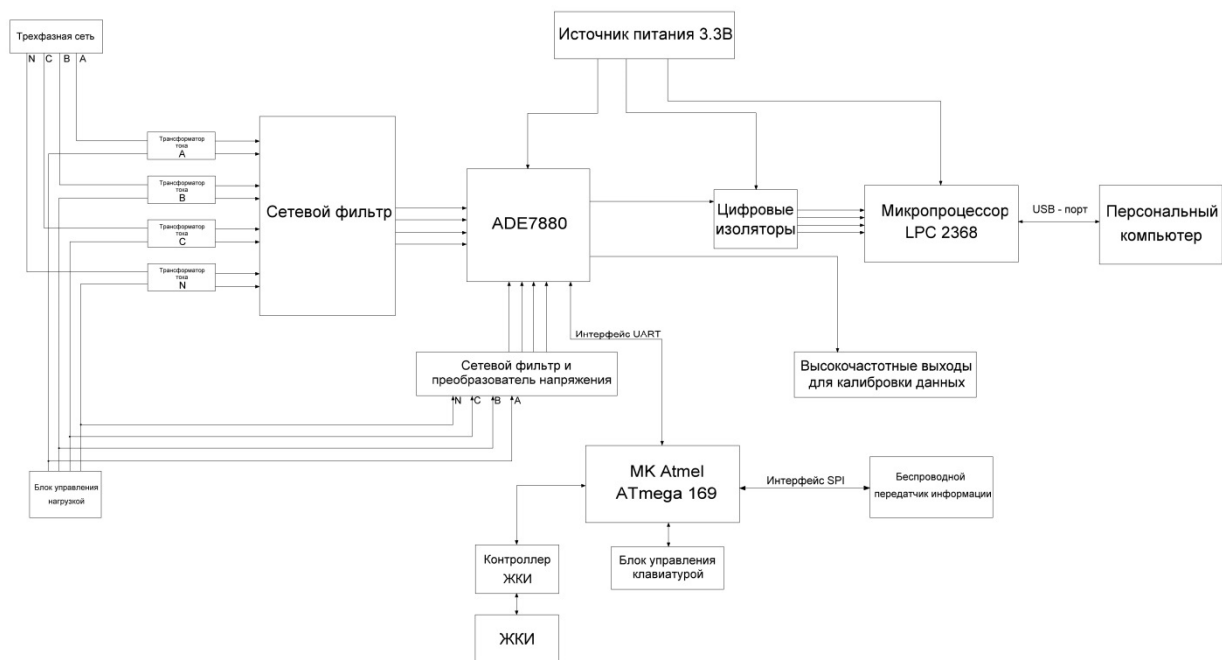 Трехфазная сеть
N C B A
Источник питания 3.3В
Трансформатор
тока
A
Трансформатор
тока
B
Трансформатор
тока
C
Трансформатор
тока
N
Сетевой фильтр
ADE7880
Цифровые
изоляторы
Микропроцессор
LPC 2368
USB - порт
Персональный
компьютер
Интерфейс UART
Сетевой фильтр и
преобразователь напряжения
N C B A
Высокочастотные выходы
для калибровки данных
Блок управления
нагрузкой
МК Atmel
ATmega 169
Интерфейс SPI
Беспроводной
передатчик информации
Контроллер
ЖКИ
Блок управления
клавиатурой
ЖКИ